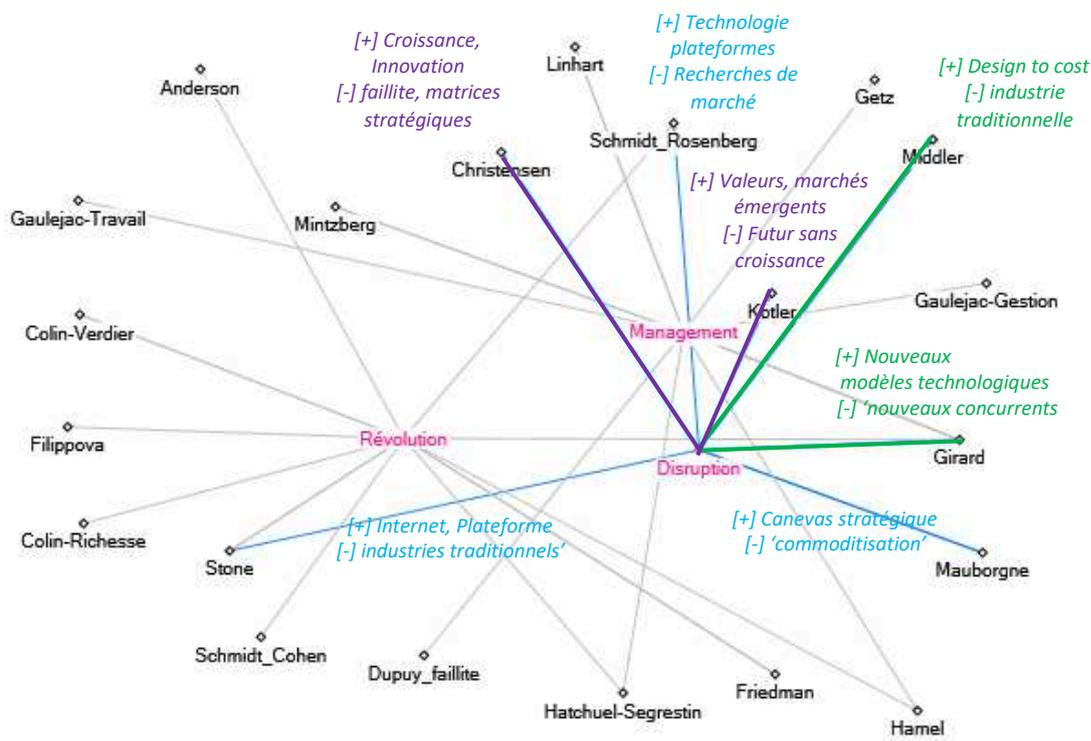 [+] Technologie
plateformes
[-] Recherches de
marché
[+] Croissance,
Innovation
[-] faillite, matrices
stratégiques
Linhart
Anderson
Getz
[+] Design to cost
[-] industrie
traditionnelle
Schmidt_Rosenberg
Christensen
Middler
[+] Valeurs, marchés
émergents
[-] Futur sans
croissance
Gaulejac-Travail
Mintzberg
Gaulejac-Gestion
Kotler
Colin-Verdier
Management
[+] Nouveaux
modèles technologiques
[-] ‘nouveaux concurrents
Filippova
Révolution
Disruption
Girard
[+] Internet, Plateforme
[-] industries traditionnels’
[+] Canevas stratégique
[-] ‘commoditisation’
Colin-Richesse
Stone
Mauborgne
Schmidt_Cohen
Dupuy_faillite
Hatchuel-Segrestin
Friedman
Hamel